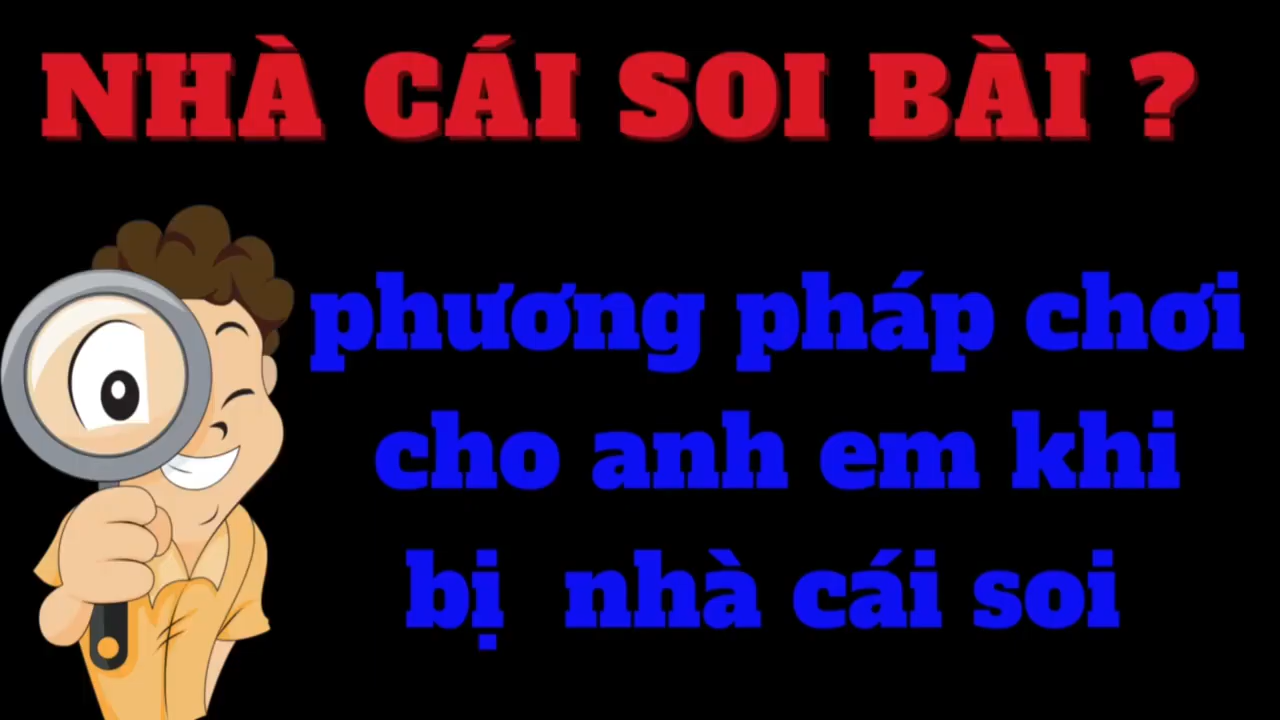 NHÀ CÁI SOI BÀI ?
phương pháp chơi
cho anh em khi
bị nhà cái soi